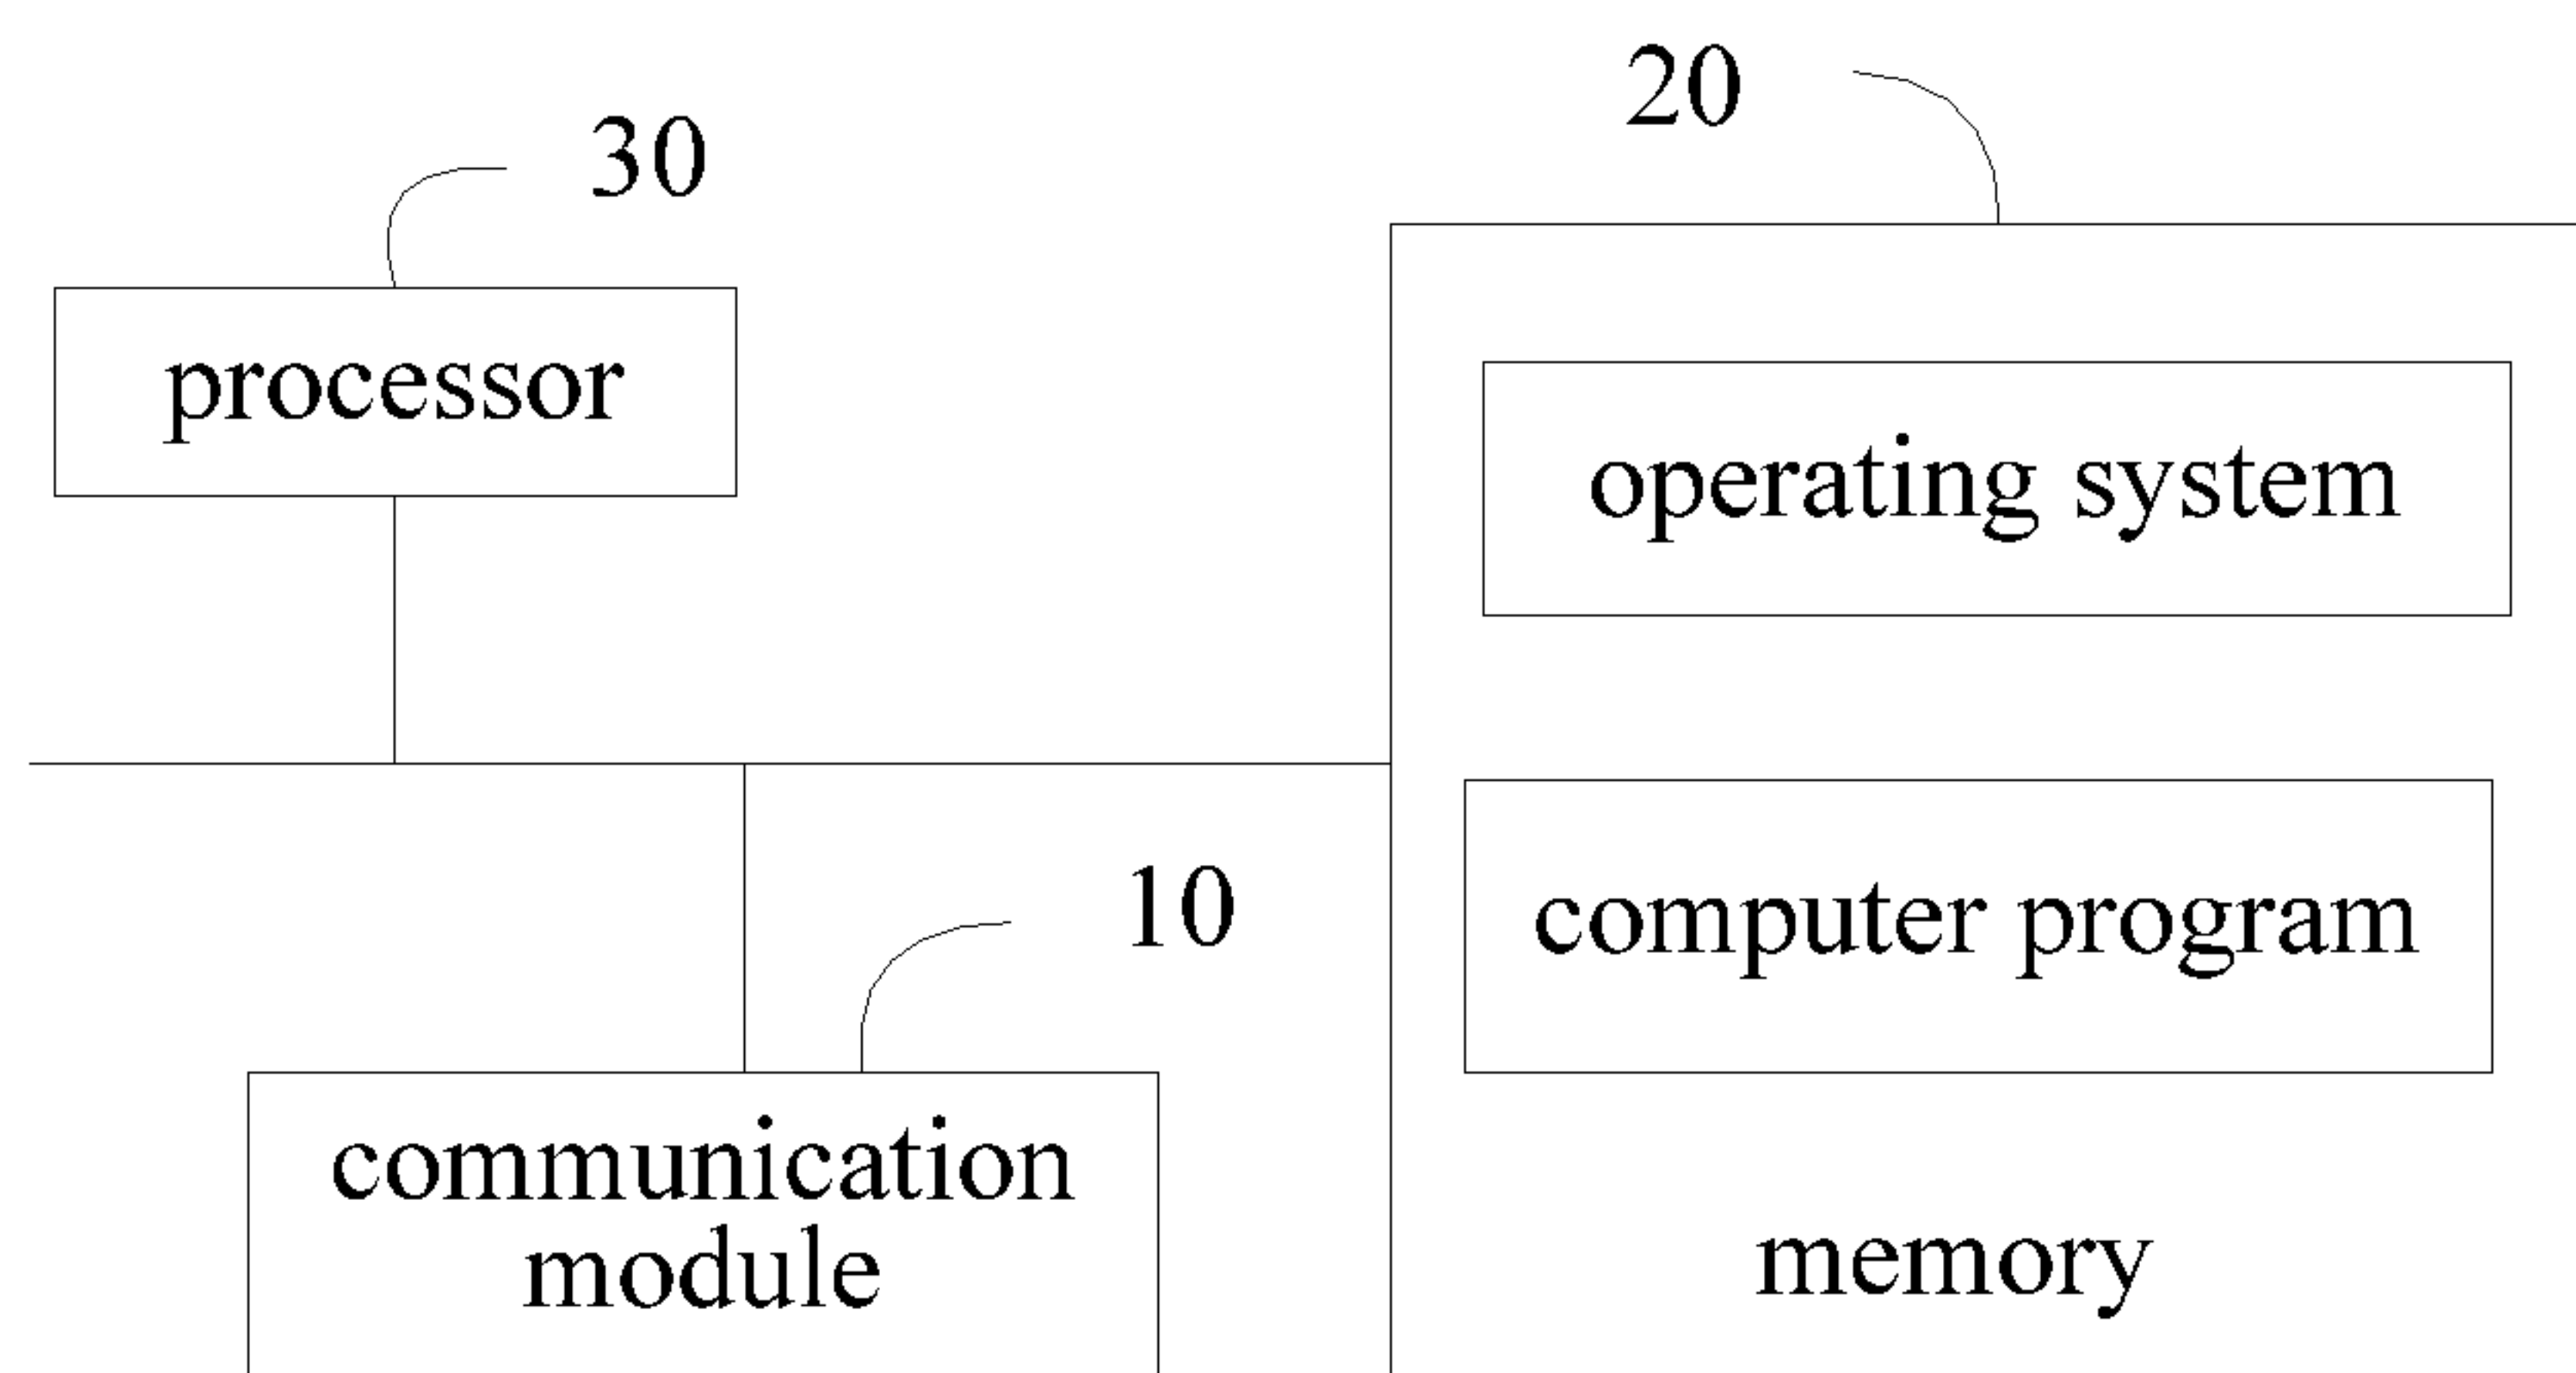 20
30
processor
operating system
10
computer program
communication
module
memory